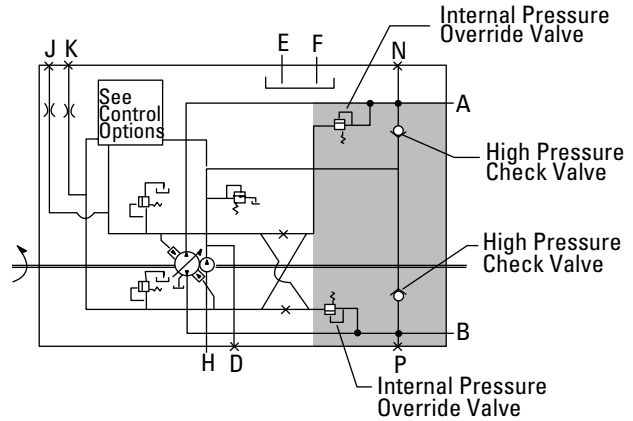 Internal Pressure
Override Valve
J K
E F
N
See
Control
Options
A
High Pressure
Check Valve
High Pressure
Check Valve
B
H D
P
Internal Pressure
Override Valve